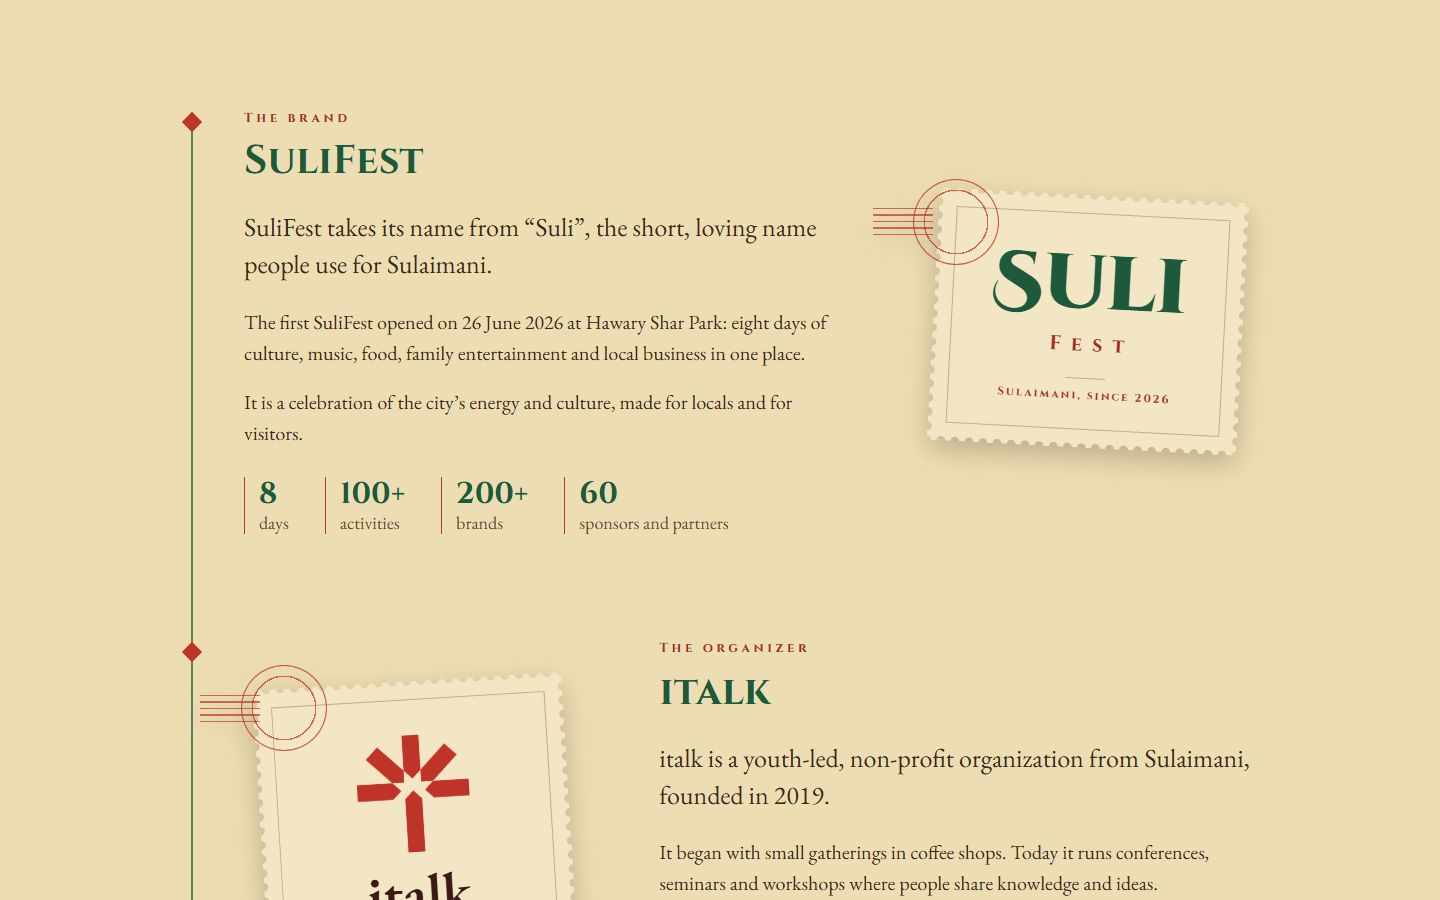 The brand
SuliFest
SuliFest takes its name from “Suli”, the short, loving name
people use for Sulaimani.
The first SuliFest opened on 26 June 2026 at Hawary Shar Park: eight days of
culture, music, food, family entertainment and local business in one place.
It is a celebration of the city’s energy and culture, made for locals and for
visitors.
8
days
100+
activities
200+
brands
60
sponsors and partners
SULI
Fest
Sulaimani, since 2026
The organizer
italk
italk is a youth-led, non-profit organization from Sulaimani,
founded in 2019.
It began with small gatherings in coffee shops. Today it runs conferences,
seminars and workshops where people share knowledge and ideas.
italk